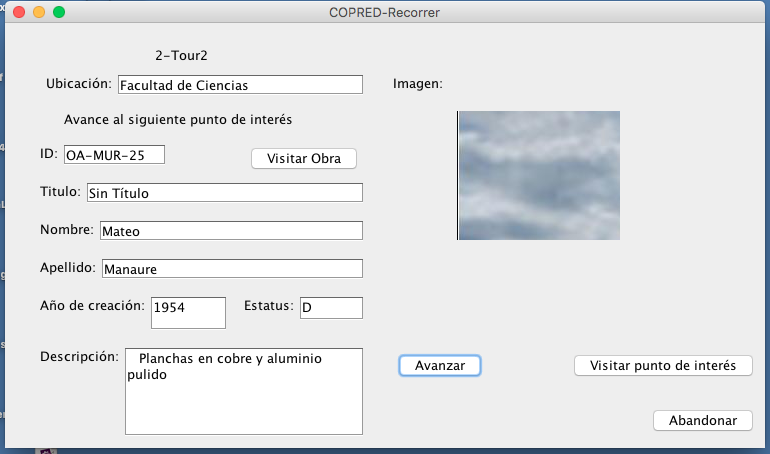 COPRED-Recorrer
2-Tour2
Ubicación: Facultad de Ciencias
Imagen:
Avance al siguiente punto de interés
ID: OA-MUR-25
Visitar Obra
Titulo: Sin Título
Nombre: Mateo
Apellido: Manaure
Año de creación: 1954
Estatus: D
Descripción: Planchas en cobre y aluminio
pulido
Avanzar
Visitar punto de interés
Abandonar